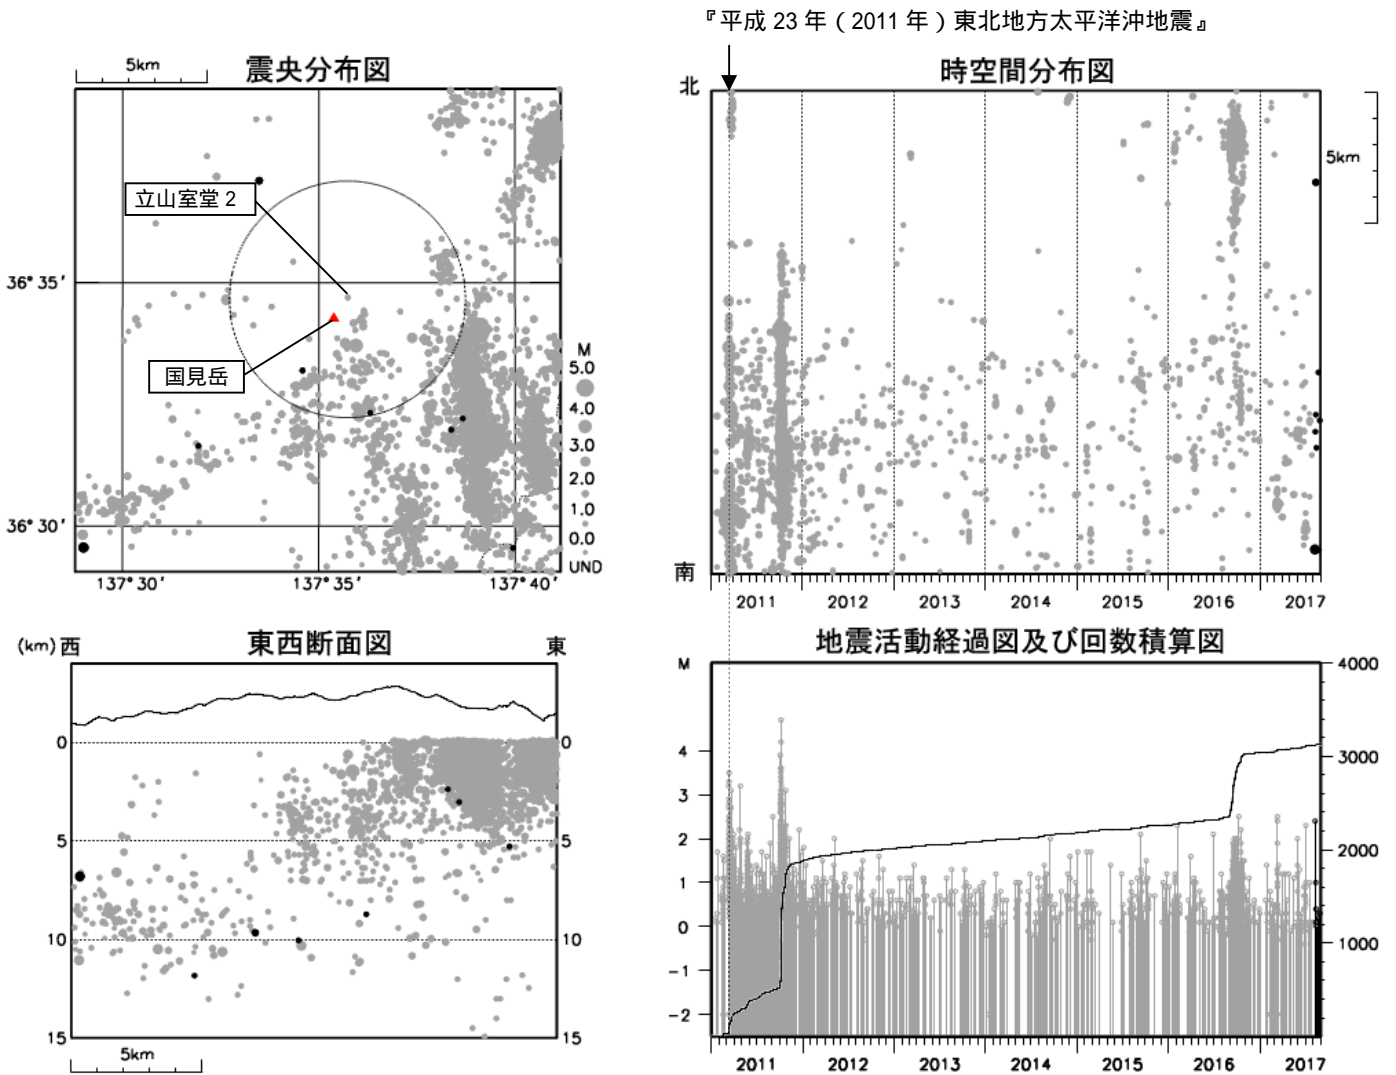 『平成 23 年（2011 年）東北地方太平洋沖地震』
5km
震央分布図
立山室堂 2
国見岳
36° 35′
36° 30′
137° 30′
137° 35′
137° 40′
M
5.0
4.0
3.0
2.0
1.0
0.0
UND
時空間分布図
北
南
5km
2011
2012
2013
2014
2015
2016
2017
東西断面図
(km) 西
東
0
5
10
15
0
5
10
15
5km
地震活動経過図及び回数積算図
M
4
3
2
1
0
-1
-2
4000
3000
2000
1000
2011
2012
2013
2014
2015
2016
2017